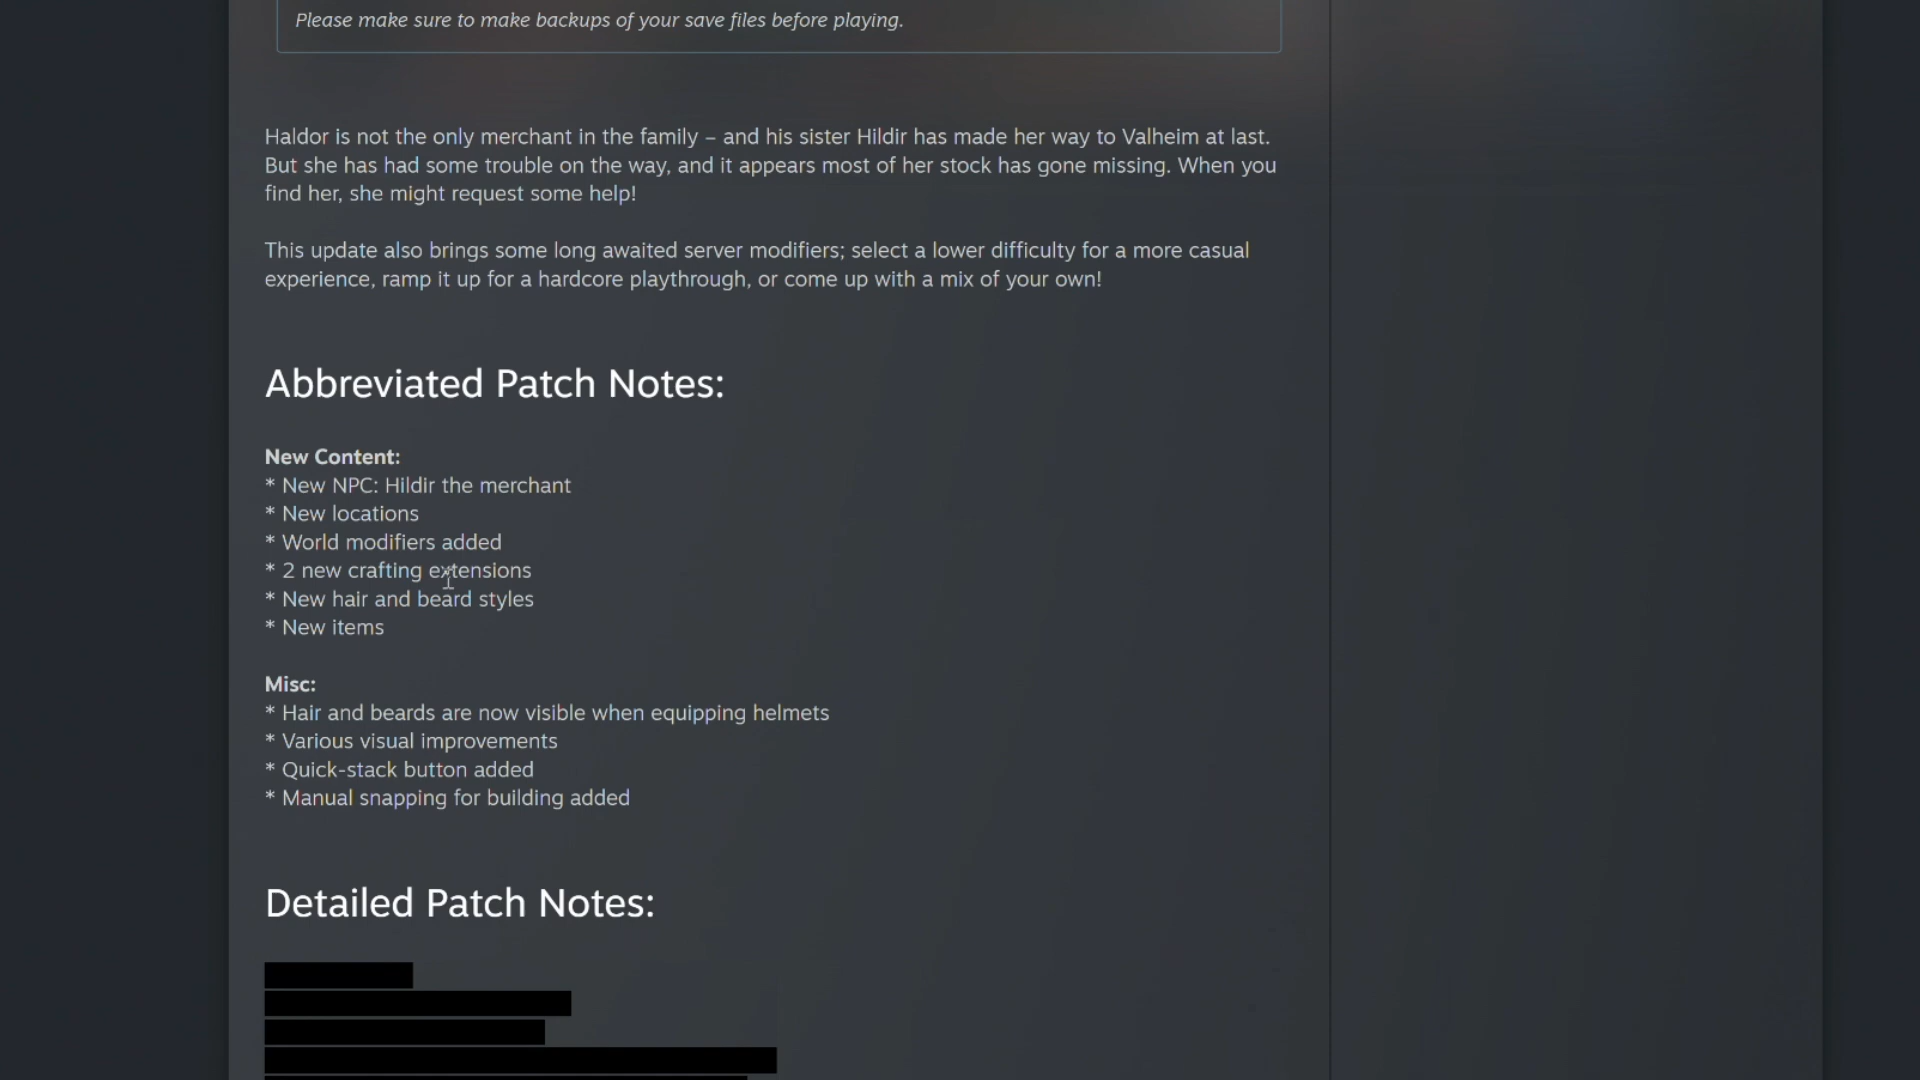 Please make sure to make backups of your save files before playing.
Haldor is not the only merchant in the family – and his sister Hildir has made her way to Valheim at last.
But she has had some trouble on the way, and it appears most of her stock has gone missing. When you
find her, she might request some help!
This update also brings some long awaited server modifiers; select a lower difficulty for a more casual
experience, ramp it up for a hardcore playthrough, or come up with a mix of your own!
Abbreviated Patch Notes:
New Content:
* New NPC: Hildir the merchant
* New locations
* World modifiers added
* 2 new crafting extensions
* New hair and beard styles
* New items
Misc:
* Hair and beards are now visible when equipping helmets
* Various visual improvements
* Quick-stack button added
* Manual snapping for building added
Detailed Patch Notes: